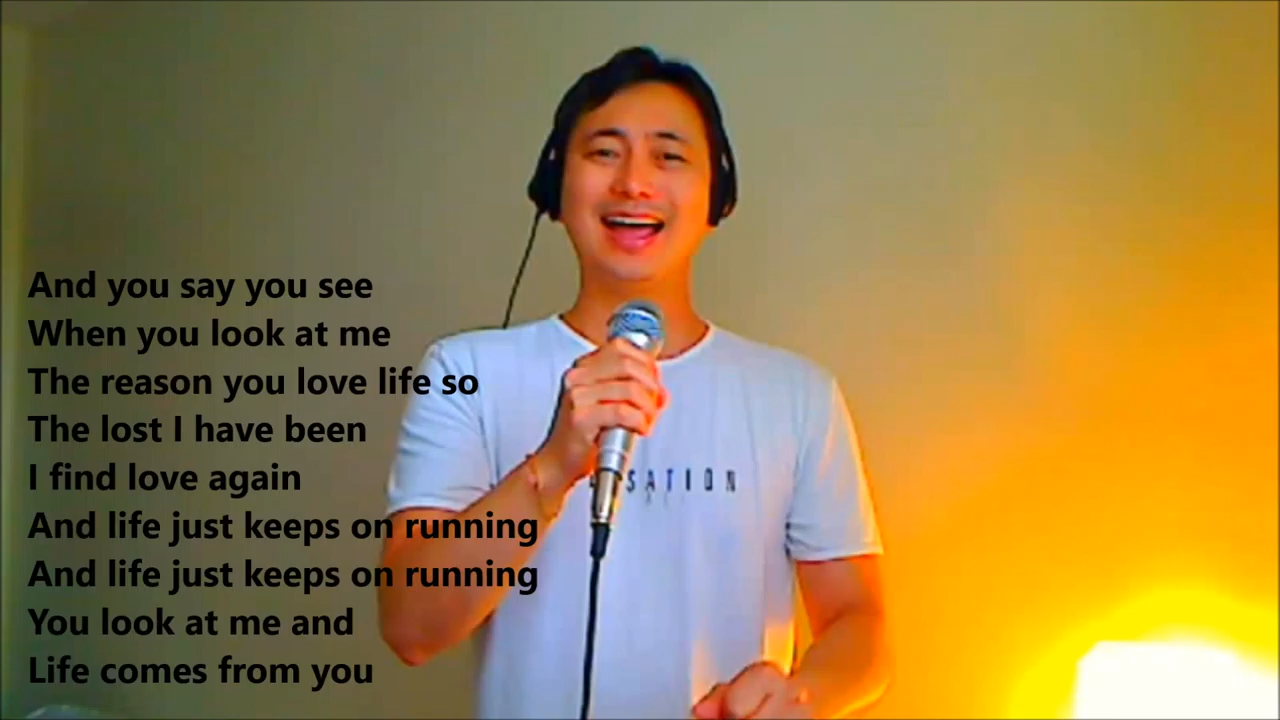 And you say you see
When you look at me
The reason you love life so
The lost I have been
I find love again
And life just keeps on running
And life just keeps on running
You look at me and
Life comes from you